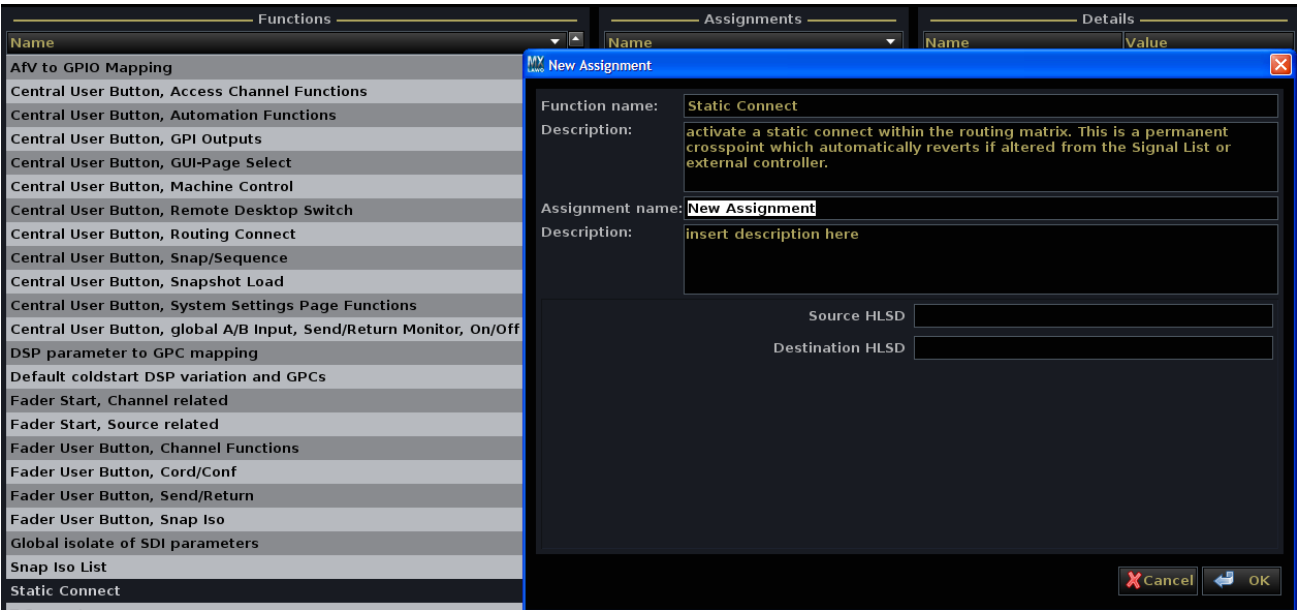 Functions
Assignments
Details
Name
Name
Name
Value
AfV to GPIO Mapping
Central User Button, Access Channel Functions
Central User Button, Automation Functions
Central User Button, GPI Outputs
Central User Button, GUI-Page Select
Central User Button, Machine Control
Central User Button, Remote Desktop Switch
Central User Button, Routing Connect
Central User Button, Snap/Sequence
Central User Button, Snapshot Load
Central User Button, System Settings Page Functions
Central User Button, global A/B Input, Send/Return Monitor, On/Off
DSP parameter to GPC mapping
Default coldstart DSP variation and GPCs
Fader Start, Channel related
Fader Start, Source related
Fader User Button, Channel Functions
Fader User Button, Cord/Conf
Fader User Button, Send/Return
Fader User Button, Snap Iso
Global isolate of SDI parameters
Snap Iso List
Static Connect
MX
LAWO
New Assignment
Function name:
Static Connect
Description:
activate a static connect within the routing matrix. This is a permanent
crosspoint which automatically reverts if altered from the Signal List or
external controller.
Assignment name:
New Assignment
Description:
insert description here
Source HLSD
Destination HLSD
Cancel
OK